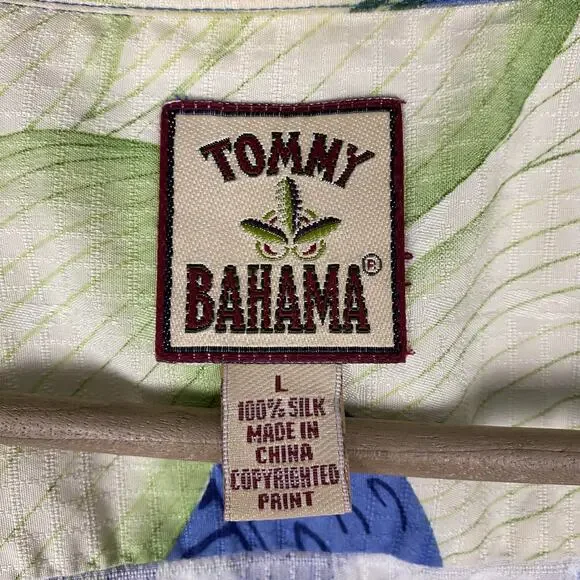 TOMMY
BAHAMA®
L
100% SILK
MADE IN
CHINA
COPYRIGHTED
PRINT